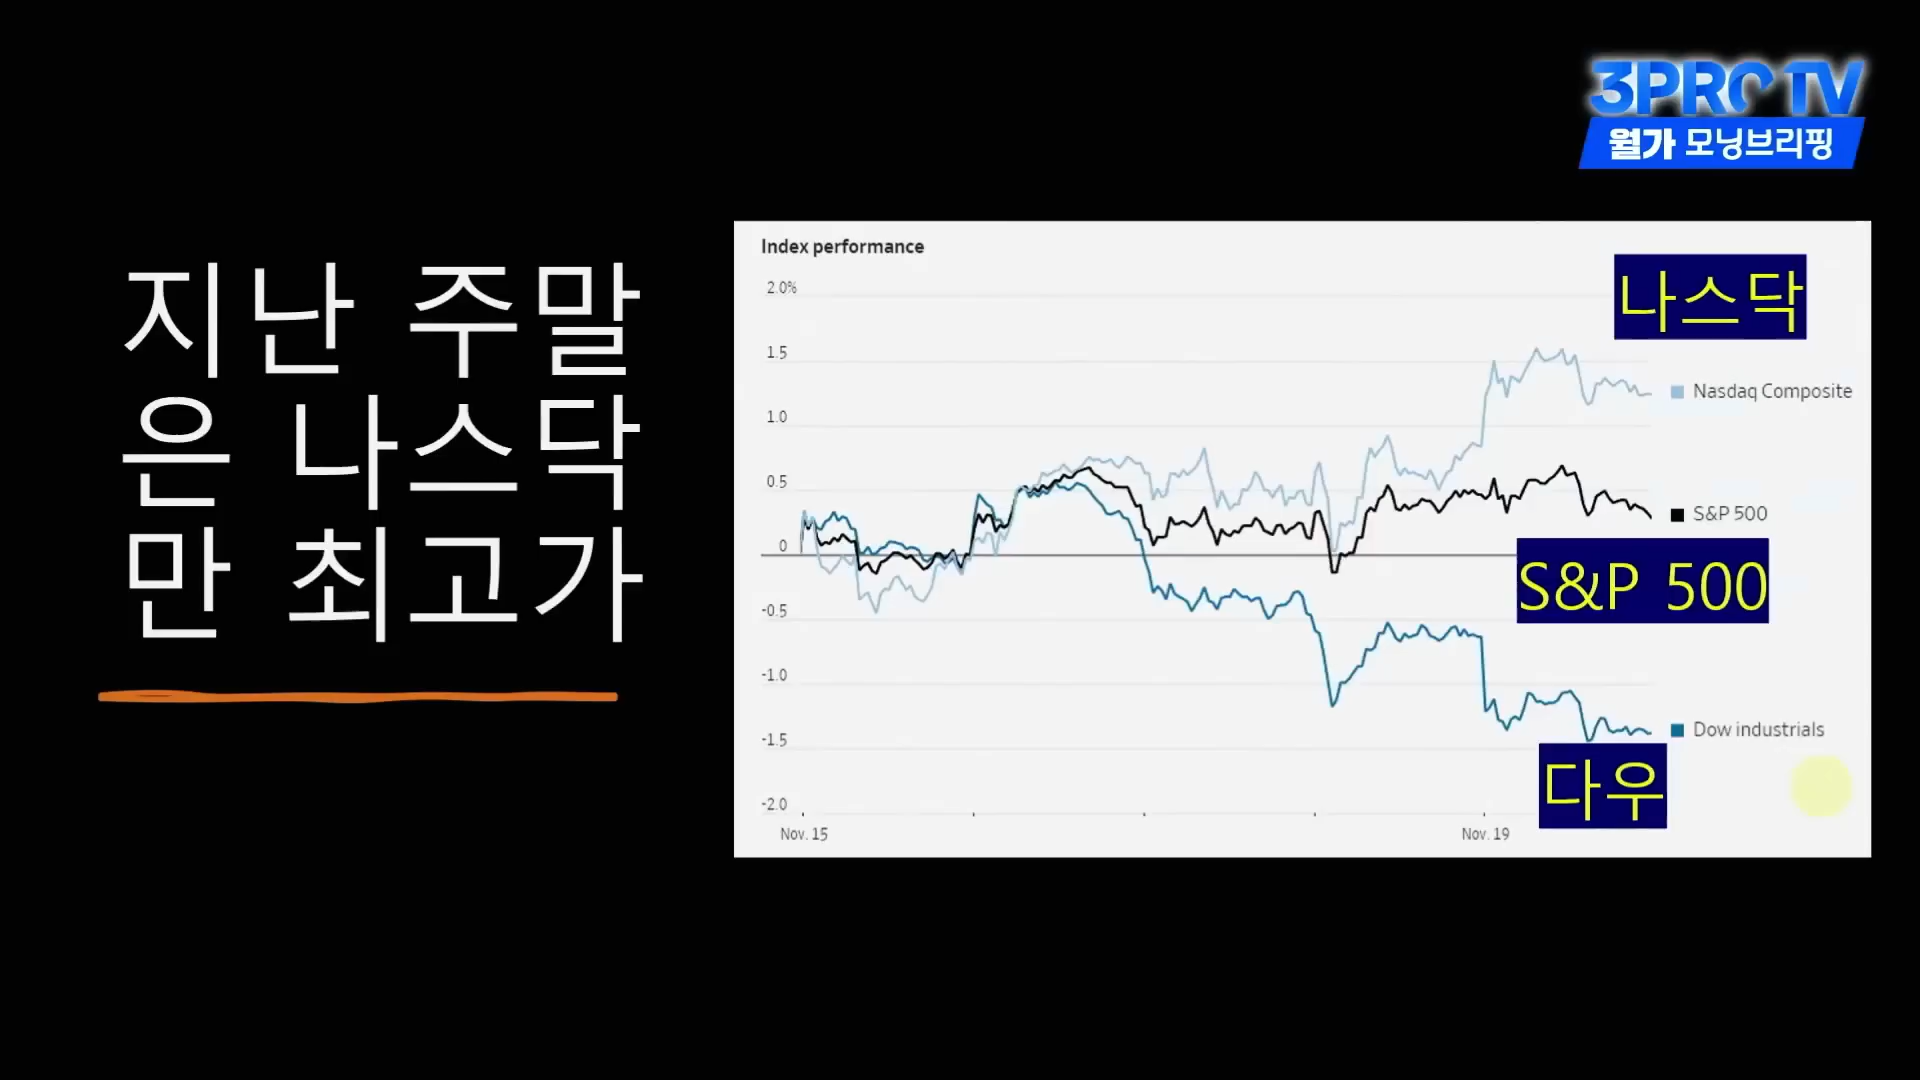 3PRO TV
월가 모닝브리핑
지난 주말
은 나스닥
만 최고가
Index performance
2.0%
1.5
1.0
0.5
0
-0.5
-1.0
-1.5
-2.0
Nov. 15
Nov. 19
나스닥
Nasdaq Composite
S&P 500
S&P 500
Dow industrials
다우